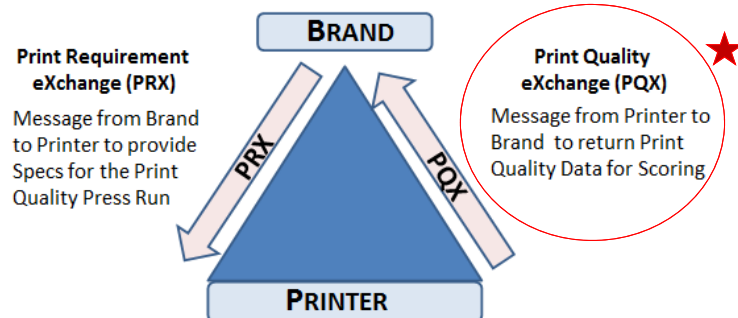 BRAND
Print Requirement
eXchange (PRX)
Message from Brand
to Printer to provide
Specs for the Print
Quality Press Run
PRX
PQX
Print Quality
eXchange (PQX)
Message from Printer to
Brand to return Print
Quality Data for Scoring
PRINTER